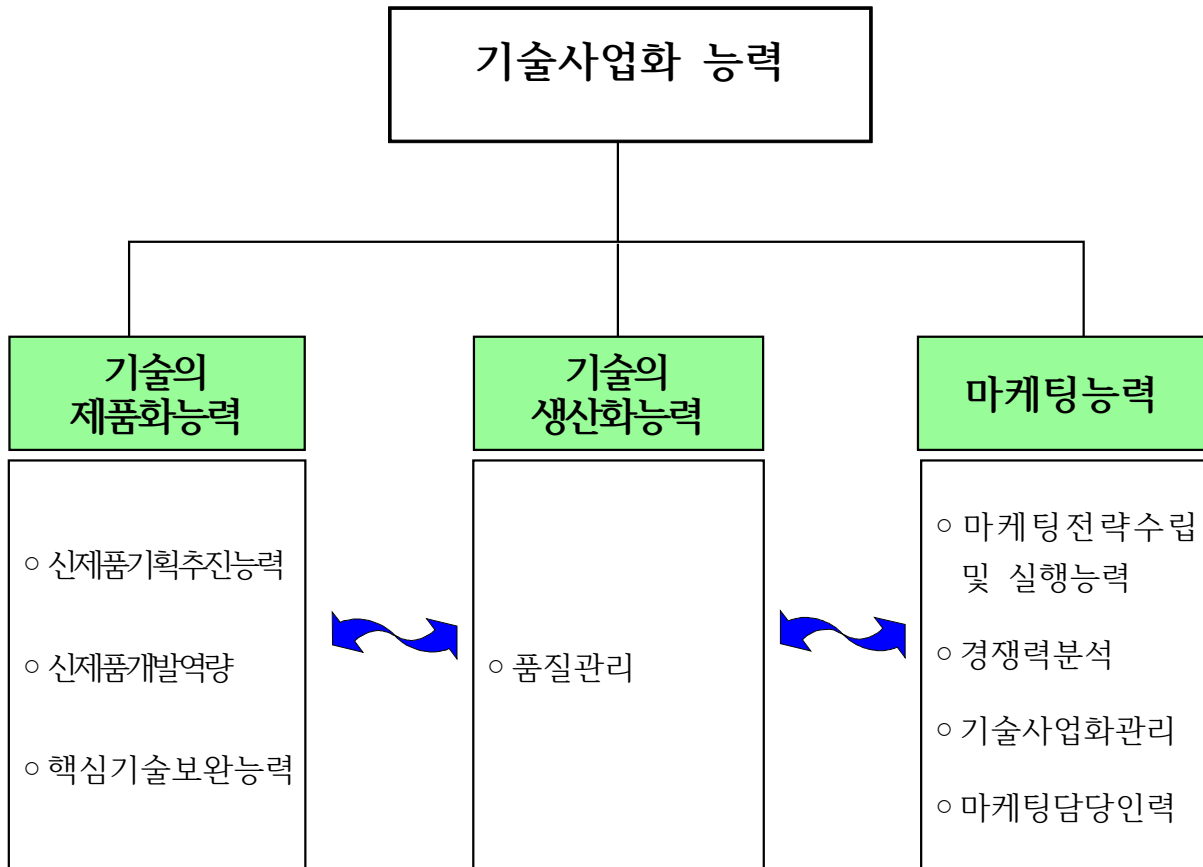 기술사업화 능력
기술의
제품화능력
○ 신제품기획추진능력
○ 신제품개발역량
○ 핵심기술보완능력
기술의
생산화능력
○ 품질관리
마케팅능력
○ 마케팅전략수립
및 실행능력
○ 경쟁력분석
○ 기술사업화관리
○ 마케팅담당인력